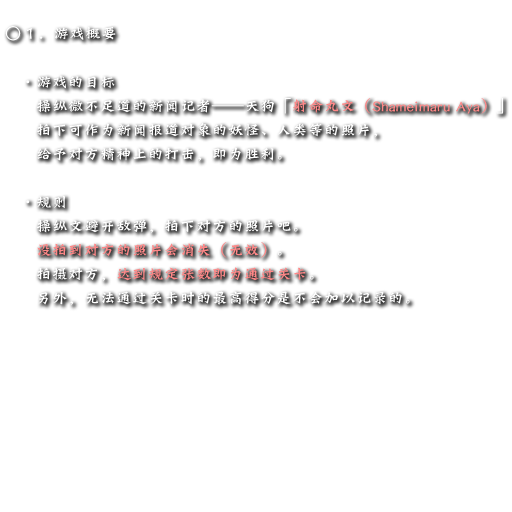 ◎1．游戏概要
・游戏的目标
操纵微不足道的新闻记者——天狗「射命丸文（Shameimaru Aya）」
拍下可作为新闻报道对象的妖怪、人类等的照片，
给予对方精神上的打击，即为胜利。
・规则
操纵文避开敌弹，拍下对方的照片吧。
没拍到对方的照片会消失（无效）。
拍摄对方，达到规定张数即为通过关卡。
另外，无法通过关卡时的最高得分是不会加以记录的。